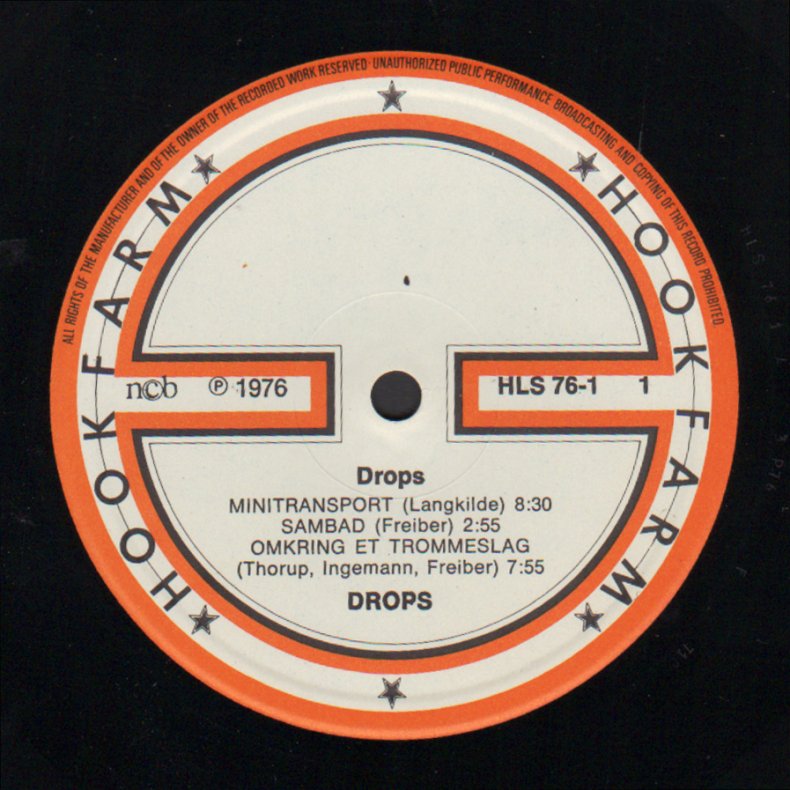 ALL RIGHTS OF THE MANUFACTURER AND OF THE OWNER OF THE RECORDED WORK RESERVED · UNAUTHORIZED PUBLIC PERFORMANCE BROADCASTING AND COPYING OF THIS RECORD PROHIBITED
HOOKFARM
HOOKFARM
ncb ℗ 1976
HLS 76-1 1
Drops
MINITRANSPORT (Langkilde) 8:30
SAMBAD (Freiber) 2:55
OMKRING ET TROMMESLAG
(Thorup, Ingemann, Freiber) 7:55
DROPS